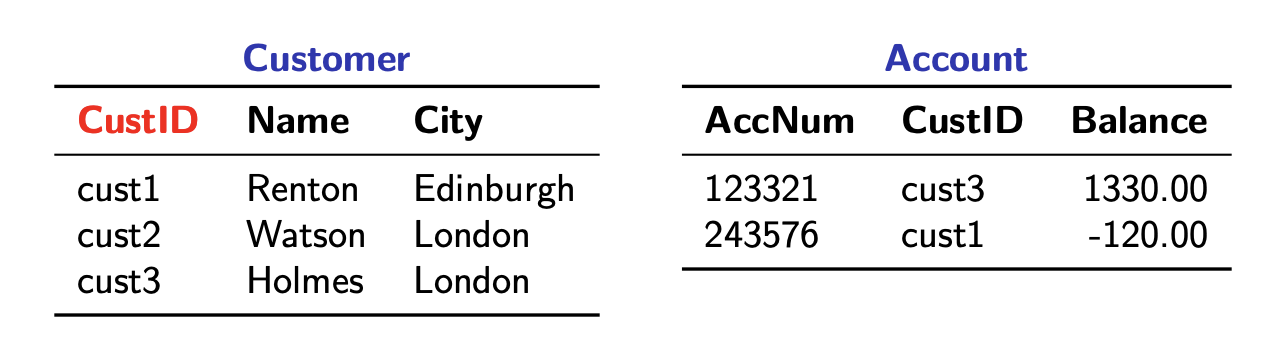 Customer
CustID Name City
cust1 Renton Edinburgh
cust2 Watson London
cust3 Holmes London
Account
AccNum CustID Balance
123321 cust3 1330.00
243576 cust1 -120.00